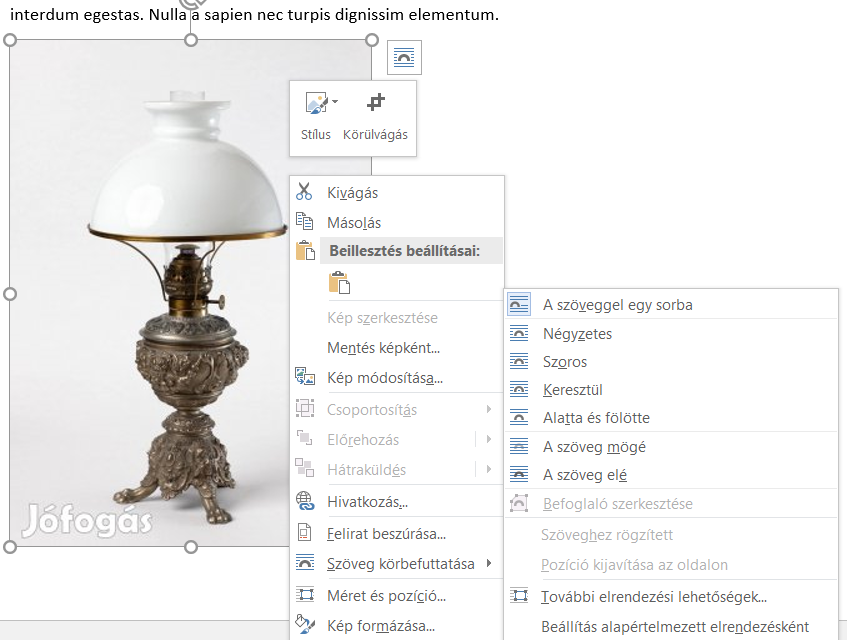 interdum egestas. Nulla a sapien nec turpis dignissim elementum.
Stílus
Körülvágás
Kivágás
Másolás
Beillesztés beállításai:
Kép szerkesztése
Mentés képként...
Kép módosítása...
Csoportosítás
Előrehozás
Hátraküldés
Hivatkozás...
Felirat beszúrása...
Szöveg körbefuttatása
Méret és pozíció...
Kép formázása...
A szöveggel egy sorba
Négyzetes
Szoros
Keresztül
Alatta és fölötte
A szöveg mögé
A szöveg elé
Befoglaló szerkesztése
Szöveghez rögzített
Pozíció kijavítása az oldalon
További elrendezési lehetőségek...
Beállítás alapértelmezett elrendezésként
Jófogás